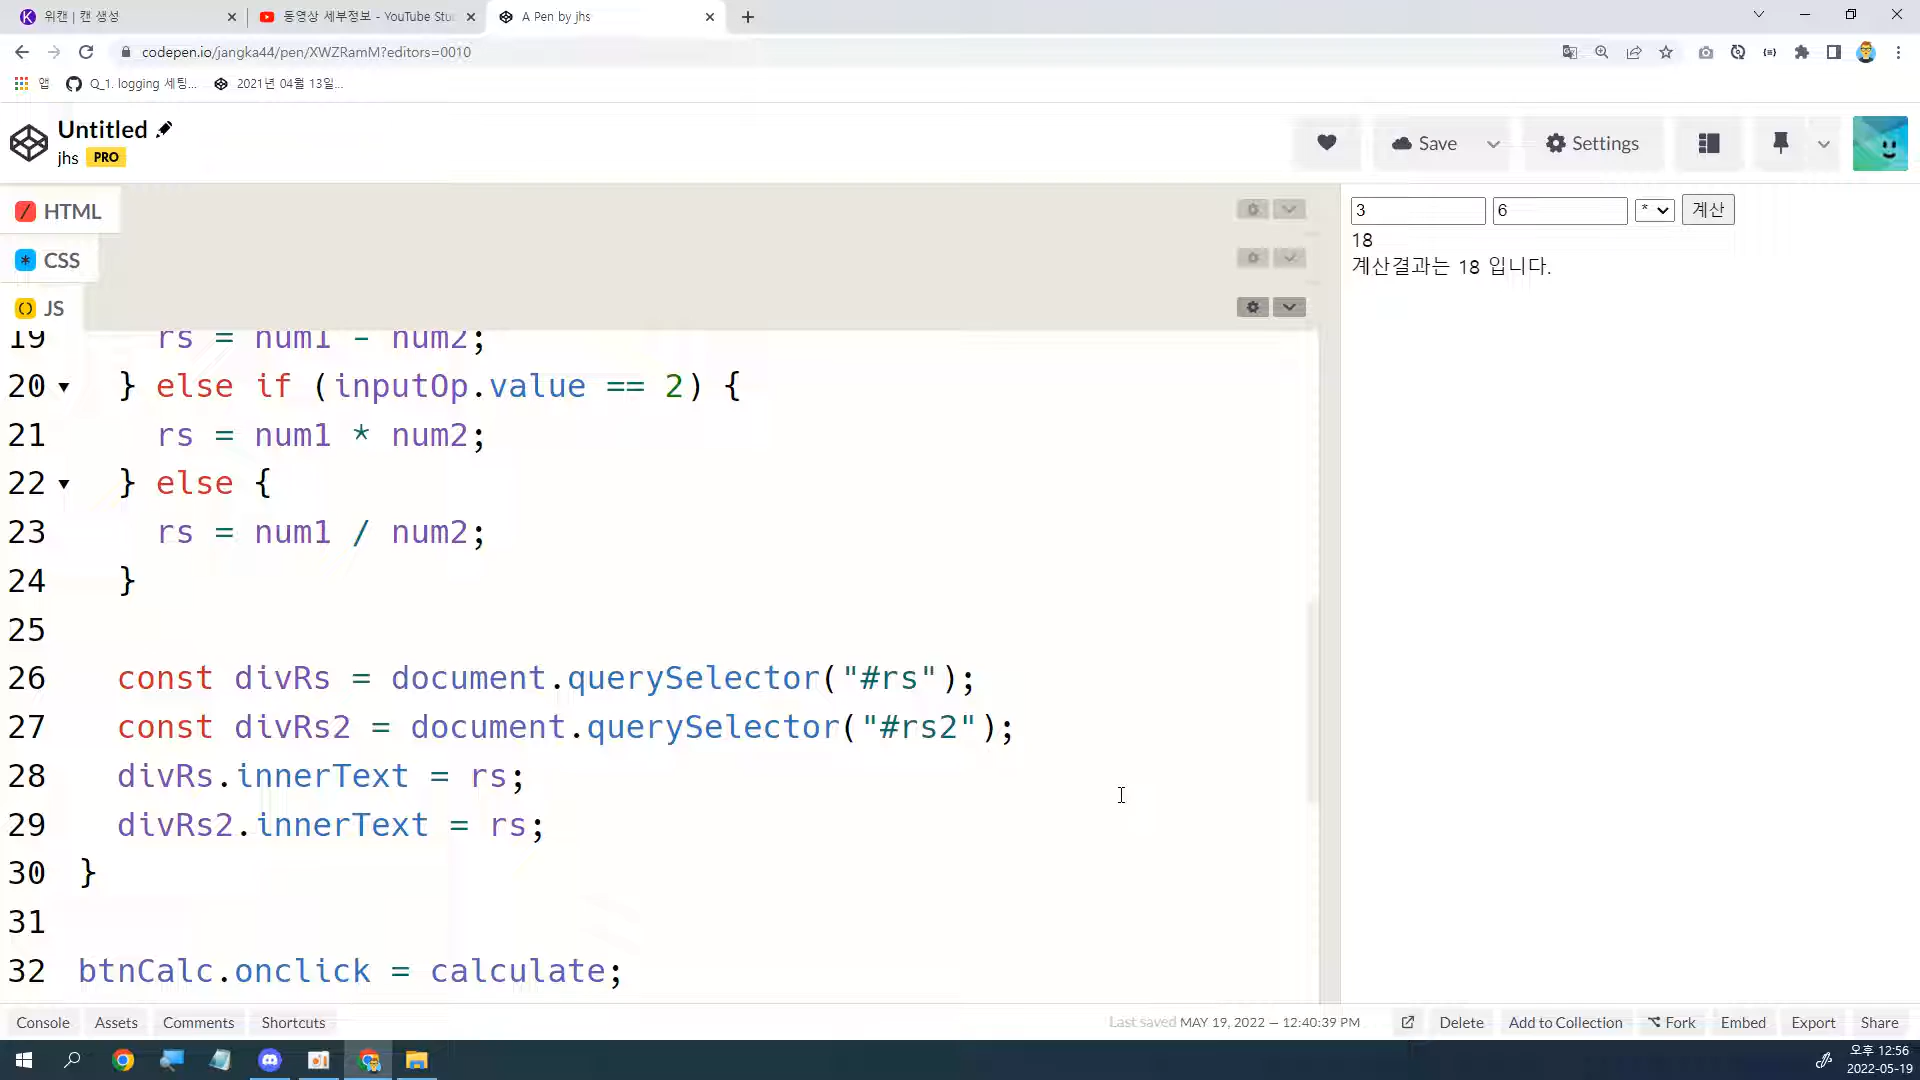 위캔 | 캔 생성
동영상 세부정보 - YouTube Stu
A Pen by jhs
codepen.io/jangka44/pen/XWZRamM?editors=0010
앱
Q_1. logging 세팅...
2021년 04월 13일...
Untitled
jhs PRO
Save
Settings
HTML
CSS
JS
19 rs = num1 - num2;
20 } else if (inputOp.value == 2) {
21 rs = num1 * num2;
22 } else {
23 rs = num1 / num2;
24 }
25
26 const divRs = document.querySelector("#rs");
27 const divRs2 = document.querySelector("#rs2");
28 divRs.innerText = rs;
29 divRs2.innerText = rs;
30 }
31
32 btnCalc.onclick = calculate;
3 6 * 계산
18
계산결과는 18 입니다.
Console Assets Comments Shortcuts
Last saved MAY 19, 2022 — 12:40:39 PM
Delete Add to Collection Fork Embed Export Share
오후 12:56
2022-05-19